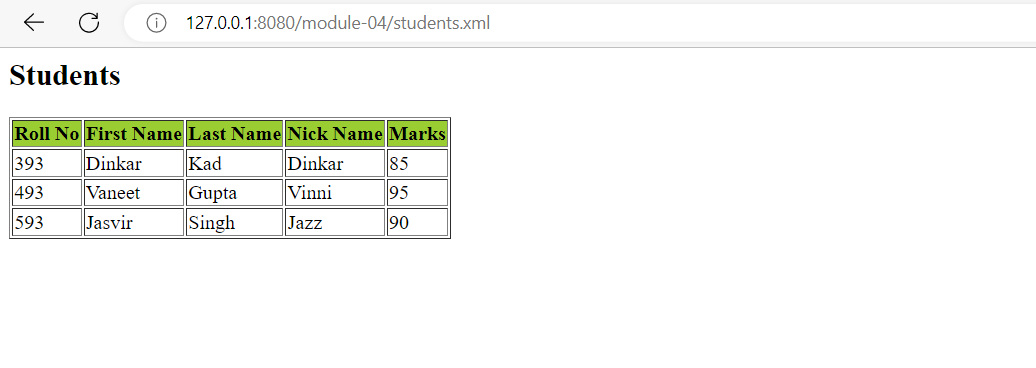 127.0.0.1:8080/module-04/students.xml
Students
Roll No First Name Last Name Nick Name Marks
393 Dinkar Kad Dinkar 85
493 Vaneet Gupta Vinni 95
593 Jasvir Singh Jazz 90